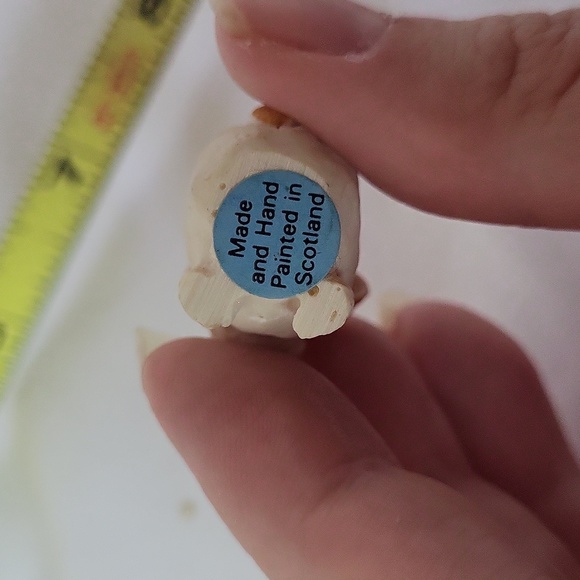 Made
and Hand
Painted in
Scotland